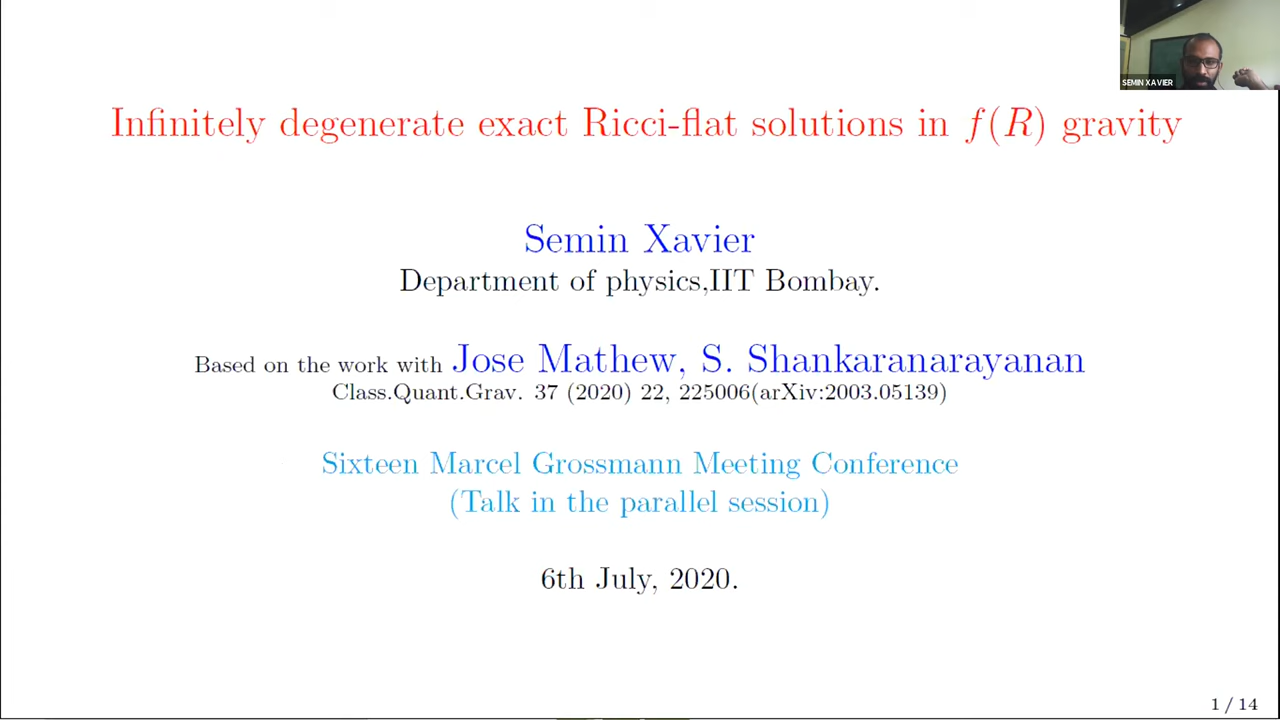 SEMIN XAVIER
Infinitely degenerate exact Ricci-flat solutions in f(R) gravity
Semin Xavier
Department of physics,IIT Bombay.
Based on the work with Jose Mathew, S. Shankaranarayanan
Class.Quant.Grav. 37 (2020) 22, 225006(arXiv:2003.05139)
Sixteen Marcel Grossmann Meeting Conference
(Talk in the parallel session)
6th July, 2020.
1 / 14